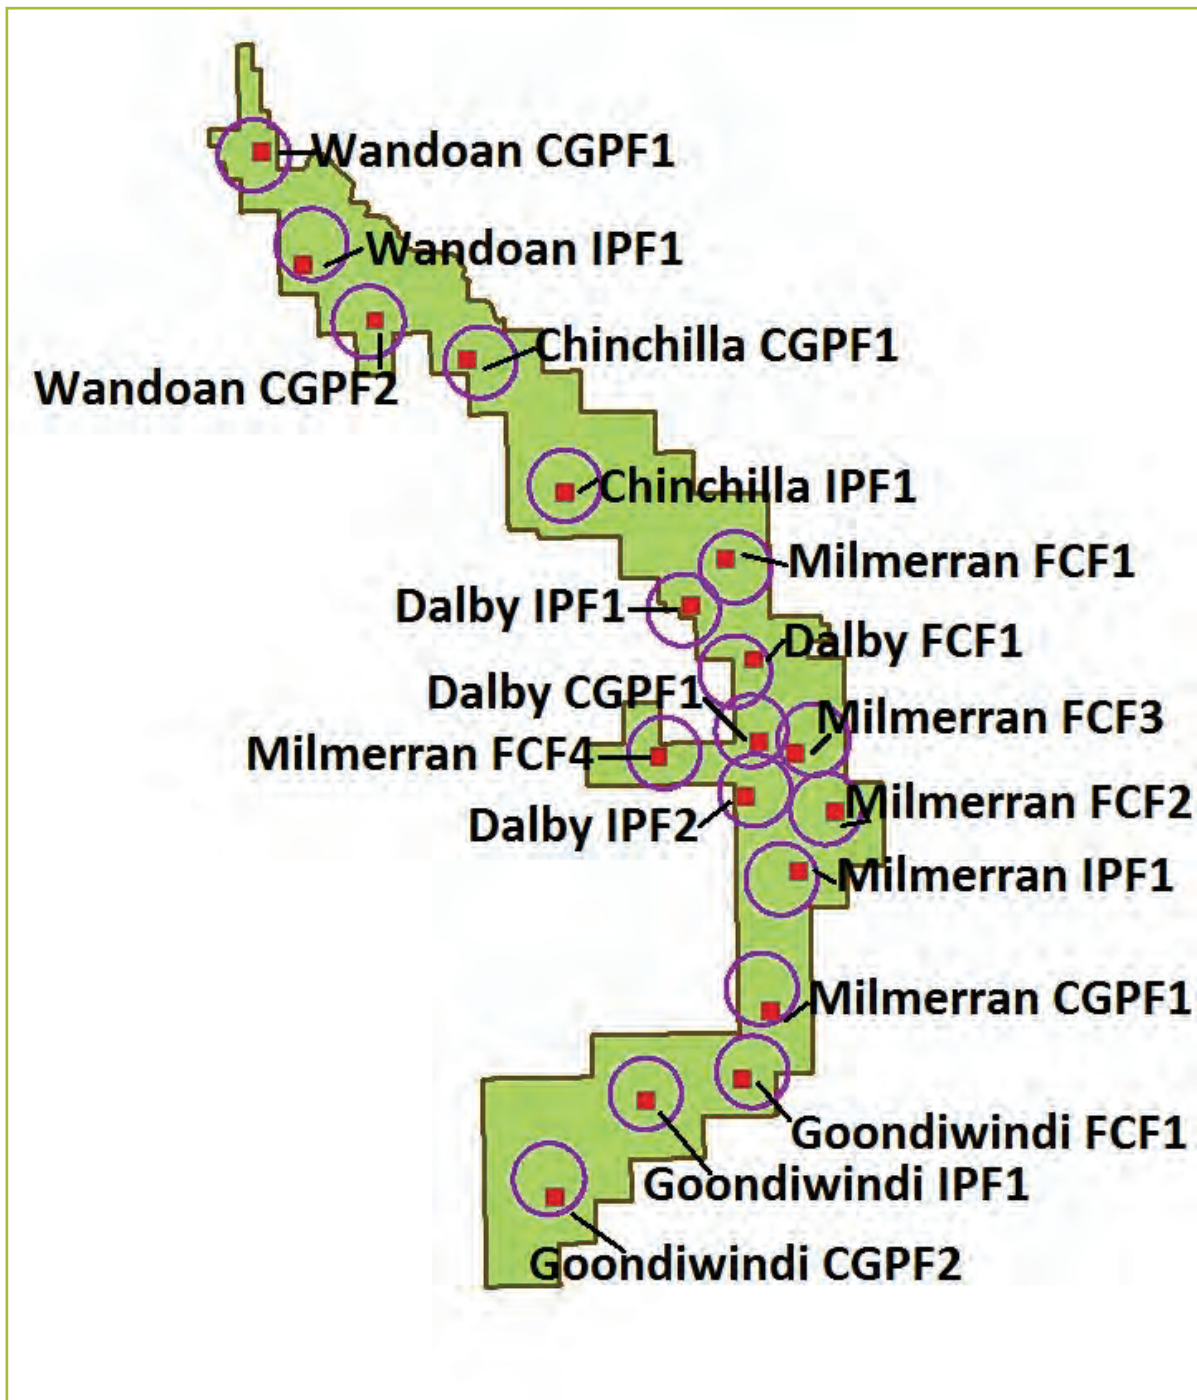 Wandoan CGPF1
Wandoan IPF1
Chinchilla CGPF1
Wandoan CGPF2
Chinchilla IPF1
Milmerran FCF1
Dalby IPF1
Dalby FCF1
Dalby CGPF1
Milmerran FCF3
Milmerran FCF4
Milmerran FCF2
Dalby IPF2
Milmerran IPF1
Milmerran CGPF1
Goondiwindi FCF1
Goondiwindi IPF1
Goondiwindi CGPF2